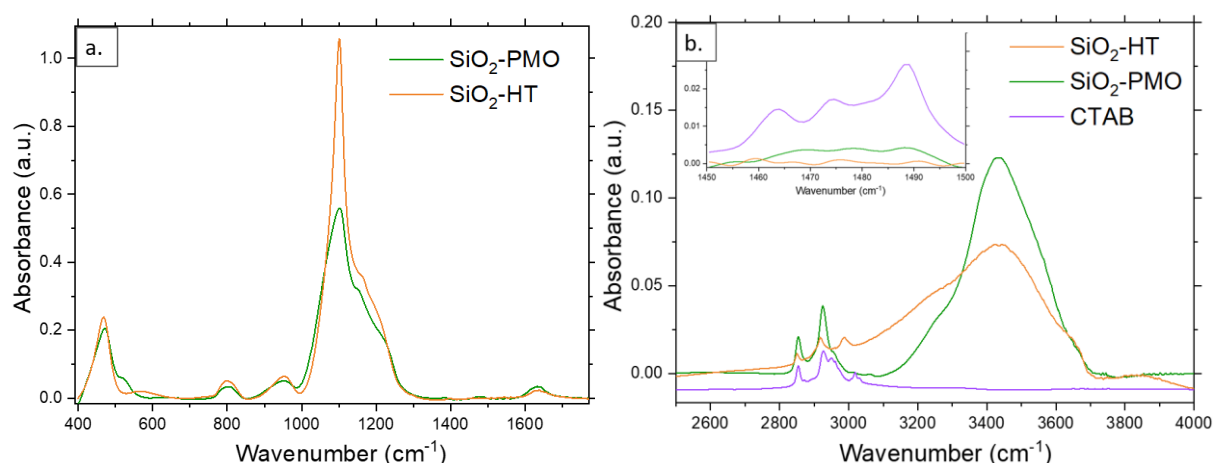 a.
SiO₂-PMO
SiO₂-HT
Absorbance (a.u.)
1.0
0.8
0.6
0.4
0.2
0.0
400 600 800 1000 1200 1400 1600
Wavenumber (cm⁻¹)
b.
SiO₂-HT
SiO₂-PMO
CTAB
Absorbance (a.u.)
0.20
0.15
0.10
0.05
0.00
2600 2800 3000 3200 3400 3600 3800 4000
Wavenumber (cm⁻¹)
0.02
0.01
0.00
1450 1460 1470 1480 1490 1500
Wavenumber (cm⁻¹)